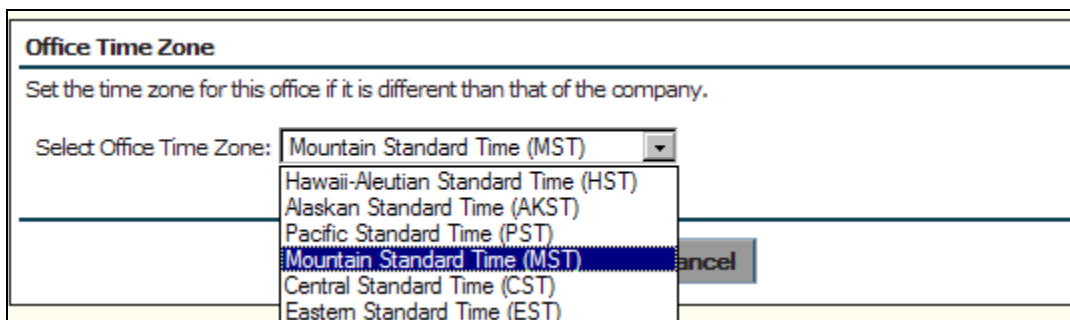 Office Time Zone
Set the time zone for this office if it is different than that of the company.
Select Office Time Zone: Mountain Standard Time (MST)
Hawaii-Aleutian Standard Time (HST)
Alaskan Standard Time (AKST)
Pacific Standard Time (PST)
Mountain Standard Time (MST)
ancel
Central Standard Time (CST)
Eastern Standard Time (EST)